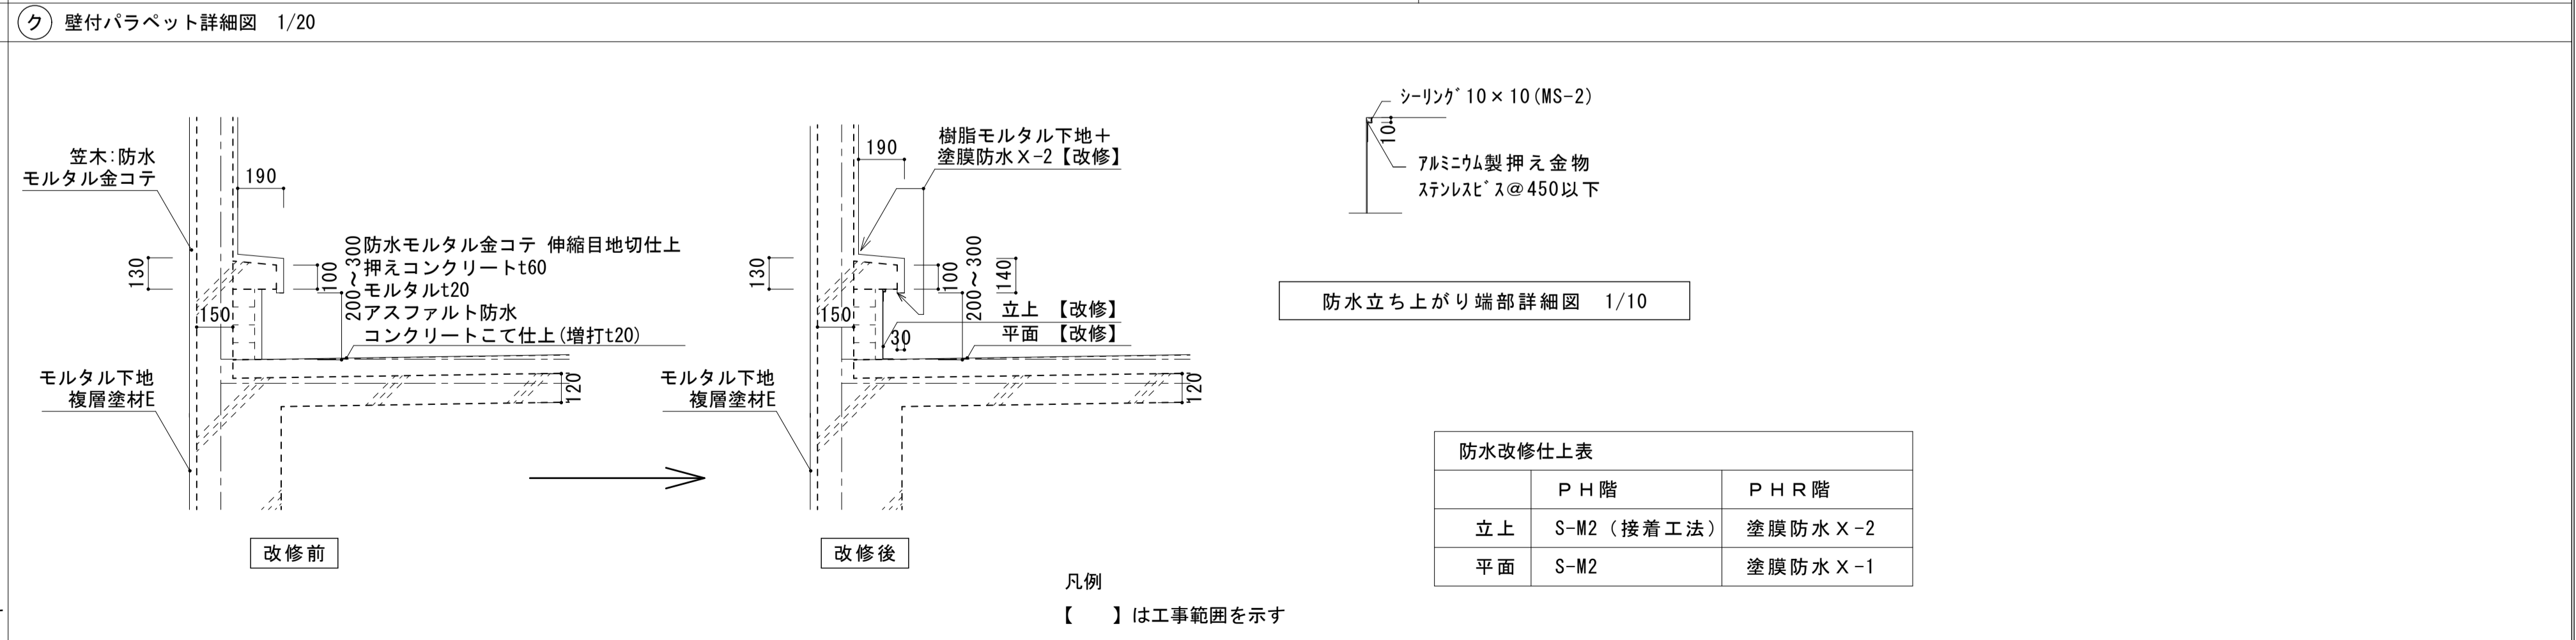 ク 壁付パラペット詳細図 1/20
笠木:防水
モルタル金コテ
190
130
100
200～300
防水モルタル金コテ 伸縮目地切仕上
押えコンクリートt60
モルタルt20
アスファルト防水
コンクリートこて仕上(増打t20)
150
モルタル下地
複層塗材E
120
改修前
樹脂モルタル下地＋
塗膜防水X-2【改修】
190
130
100
200～300
140
150
立上 【改修】
平面 【改修】
30
モルタル下地
複層塗材E
120
改修後
凡例
【　　】は工事範囲を示す
ｼｰﾘﾝｸﾞ10×10(MS-2)
10
ｱﾙﾐﾆｳﾑ製押え金物
ｽﾃﾝﾚｽﾋﾞｽ@450以下
防水立ち上がり端部詳細図 1/10
防水改修仕上表
ＰＨ階 ＰＨＲ階
立上 S-M2（接着工法） 塗膜防水X-2
平面 S-M2 塗膜防水X-1